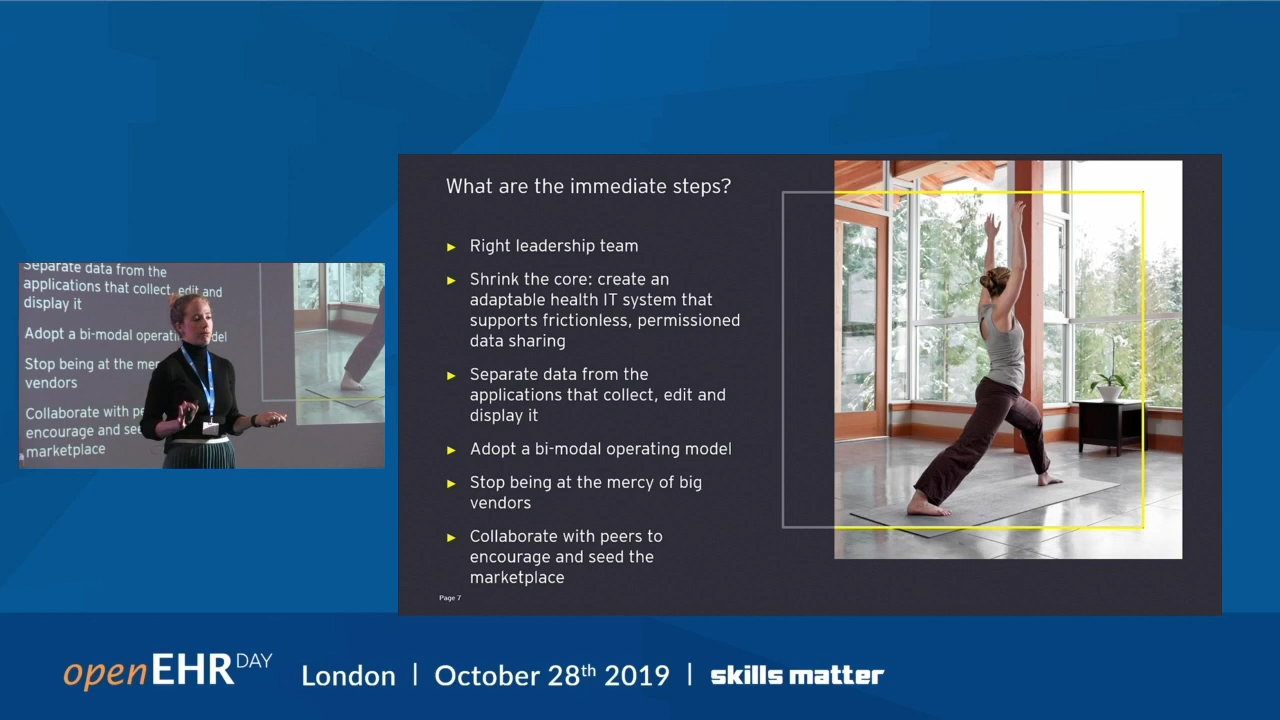 What are the immediate steps?
► Right leadership team
► Shrink the core: create an
adaptable health IT system that
supports frictionless, permissioned
data sharing
► Separate data from the
applications that collect, edit and
display it
► Adopt a bi-modal operating model
► Stop being at the mercy of big
vendors
► Collaborate with peers to
encourage and seed the
marketplace
Page 7
Separate data from the
applications that collect, edit and
display it
Adopt a bi-modal
Stop being at the
vendors
Collaborate with
encourage and
marketplace
openEHR DAY
London | October 28th 2019 | skills matter